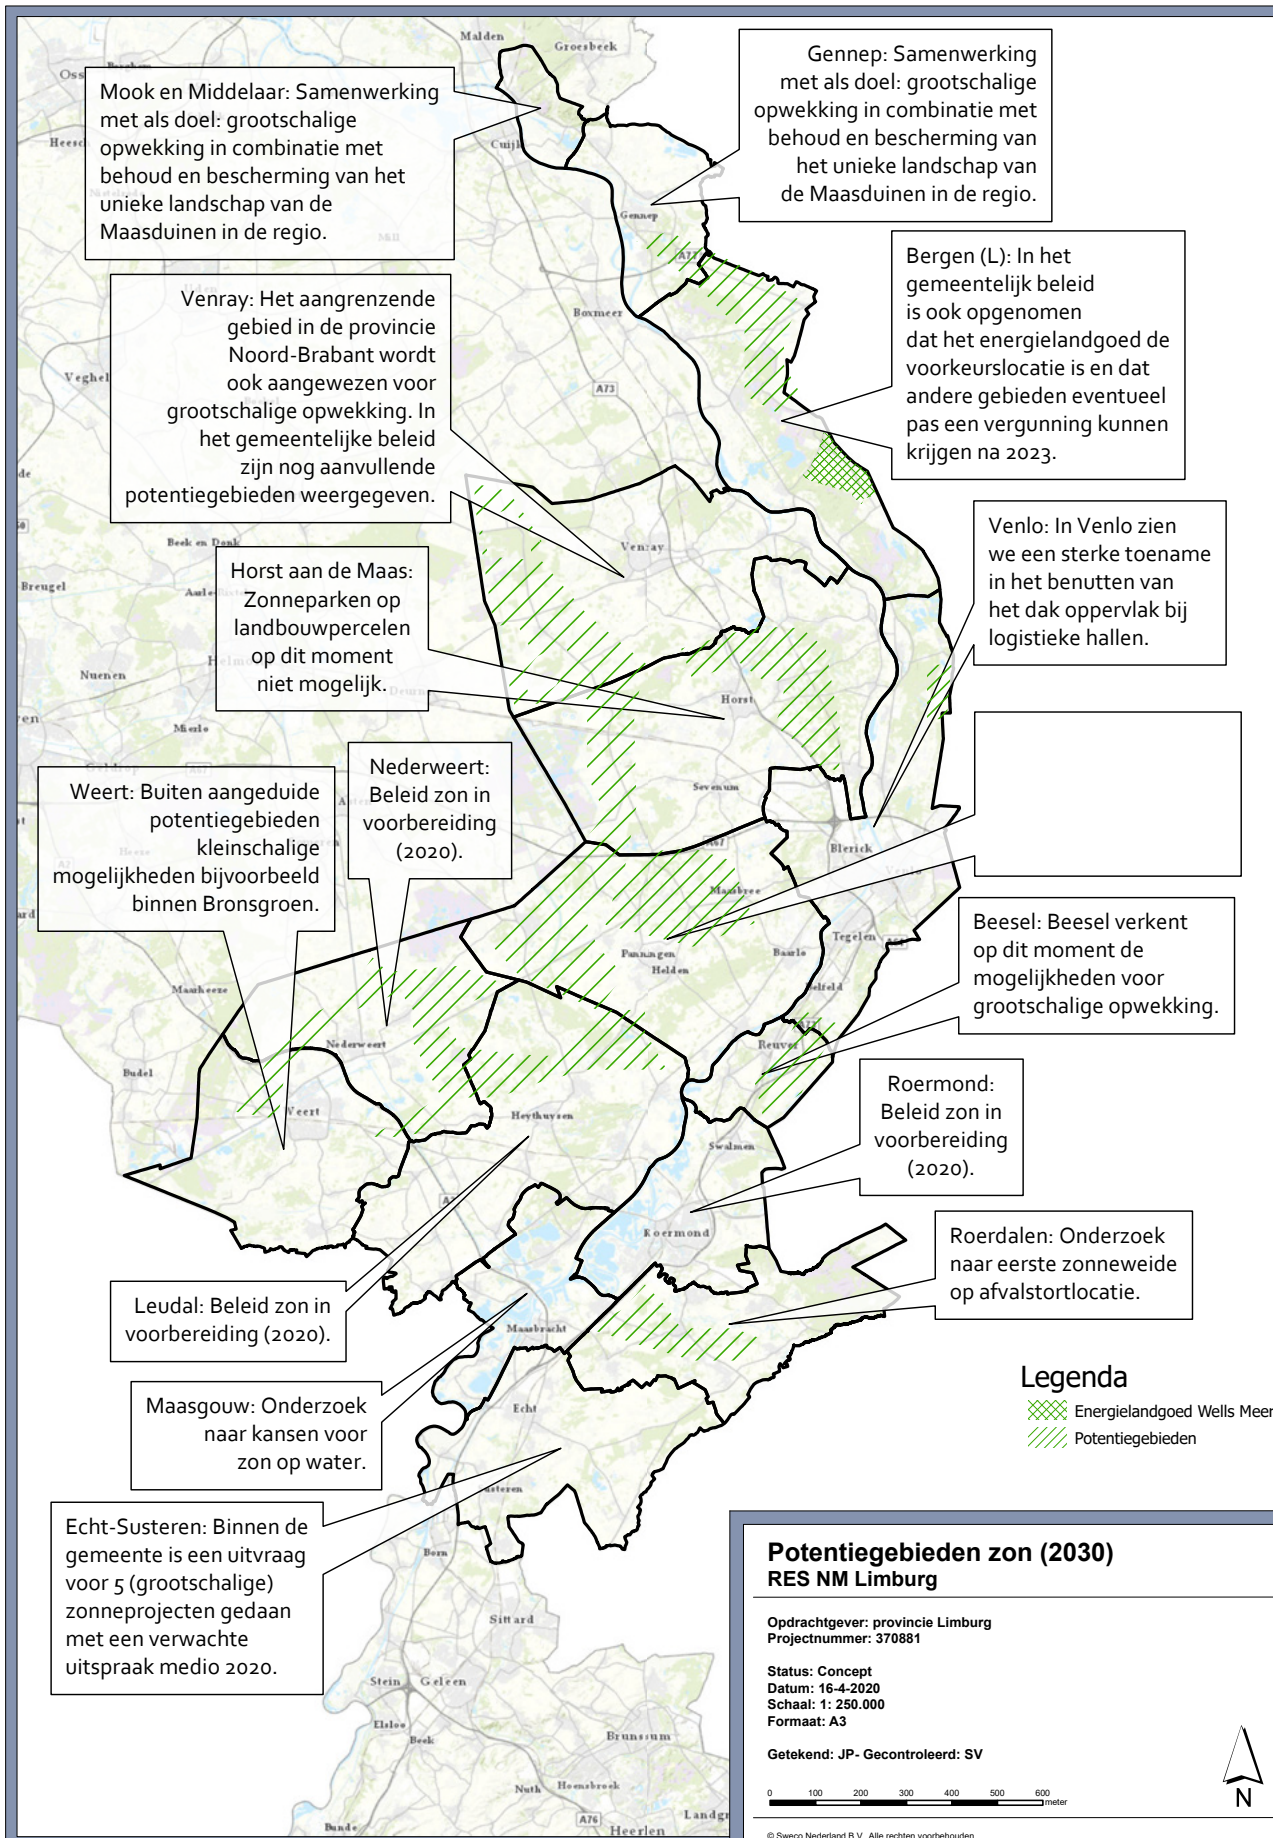 Mook en Middelaar: Samenwerking
met als doel: grootschalige
opwekking in combinatie met
behoud en bescherming van het
unieke landschap van de
Maasduinen in de regio.
Gennep: Samenwerking
met als doel: grootschalige
opwekking in combinatie met
behoud en bescherming van
het unieke landschap van
de Maasduinen in de regio.
Venray: Het aangrenzende
gebied in de provincie
Noord-Brabant wordt
ook aangewezen voor
grootschalige opwekking. In
het gemeentelijke beleid
zijn nog aanvullende
potentiegebieden weergegeven.
Bergen (L): In het
gemeentelijk beleid
is ook opgenomen
dat het energielandgoed de
voorkeurslocatie is en dat
andere gebieden eventueel
pas een vergunning kunnen
krijgen na 2023.
Horst aan de Maas:
Zonneparken op
landbouwpercelen
op dit moment
niet mogelijk.
Venlo: In Venlo zien
we een sterke toename
in het benutten van
het dak oppervlak bij
logistieke hallen.
Nederweert:
Beleid zon in
voorbereiding
(2020).
Weert: Buiten aangeduide
potentiegebieden
kleinschalige
mogelijkheden bijvoorbeeld
binnen Bronsgroen.
Beesel: Beesel verkent
op dit moment de
mogelijkheden voor
grootschalige opwekking.
Roermond:
Beleid zon in
voorbereiding
(2020).
Roerdalen: Onderzoek
naar eerste zonneweide
op afvalstortlocatie.
Leudal: Beleid zon in
voorbereiding (2020).
Maasgouw: Onderzoek
naar kansen voor
zon op water.
Echt-Susteren: Binnen de
gemeente is een uitvraag
voor 5 (grootschalige)
zonneprojecten gedaan
met een verwachte
uitspraak medio 2020.
Malden
Groesbeek
Oss
Heesch
Cuijk
Mill
Uden
Gennep
A77
Boxmeer
Veghel
A73
Beek en Donk
Breugel
Venray
Nuenen
Mierlo
Horst
Sevenum
A67
Blerick
Venlo
Maasbree
Panningen
Helden
Baarlo
Tegelen
Belfeld
Reuver
Maarheeze
Nederweert
Budel
Weert
Heythuysen
Swalmen
Roermond
Maasbracht
Echt
Susteren
Born
Sittard
Stein
Geleen
Elsloo
Beek
Brunssum
Nuth
Hoensbroek
A76
Heerlen
Bunde
Legenda
Energielandgoed Wells Meer
Potentiegebieden
Potentiegebieden zon (2030)
RES NM Limburg
Opdrachtgever: provincie Limburg
Projectnummer: 370881
Status: Concept
Datum: 16-4-2020
Schaal: 1: 250.000
Formaat: A3
Getekend: JP- Gecontroleerd: SV
0 100 200 300 400 500 600
meter
N
© Sweco Nederland B.V. Alle rechten voorbehouden